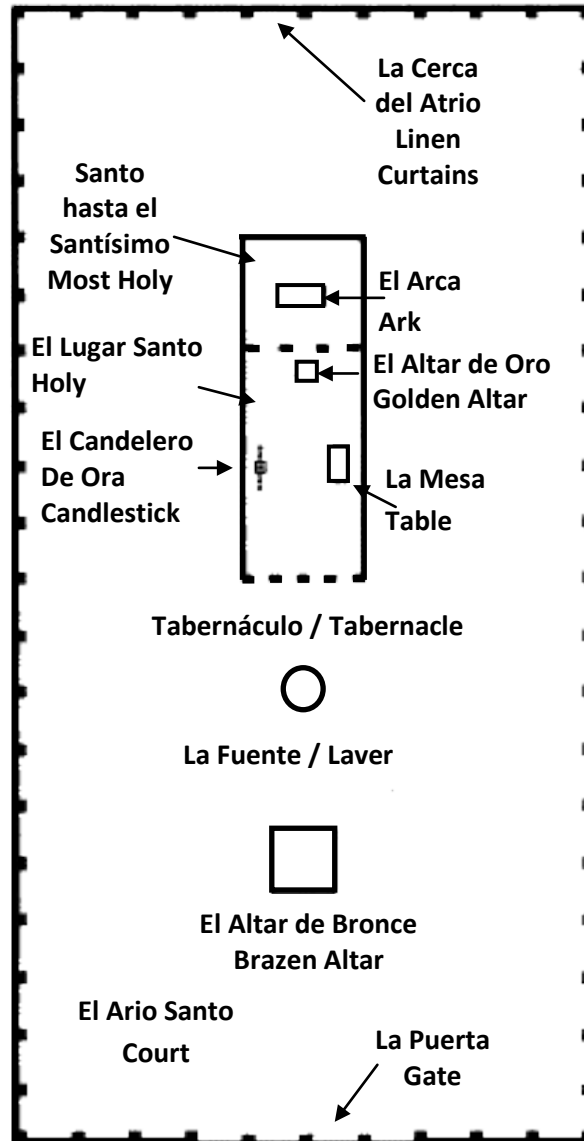 La Cerca
del Atrio
Linen
Curtains
Santo
hasta el
Santísimo
Most Holy
El Arca
Ark
El Lugar Santo
Holy
El Altar de Oro
Golden Altar
El Candelero
De Ora
Candlestick
La Mesa
Table
Tabernáculo / Tabernacle
La Fuente / Laver
El Altar de Bronce
Brazen Altar
El Ario Santo
Court
La Puerta
Gate